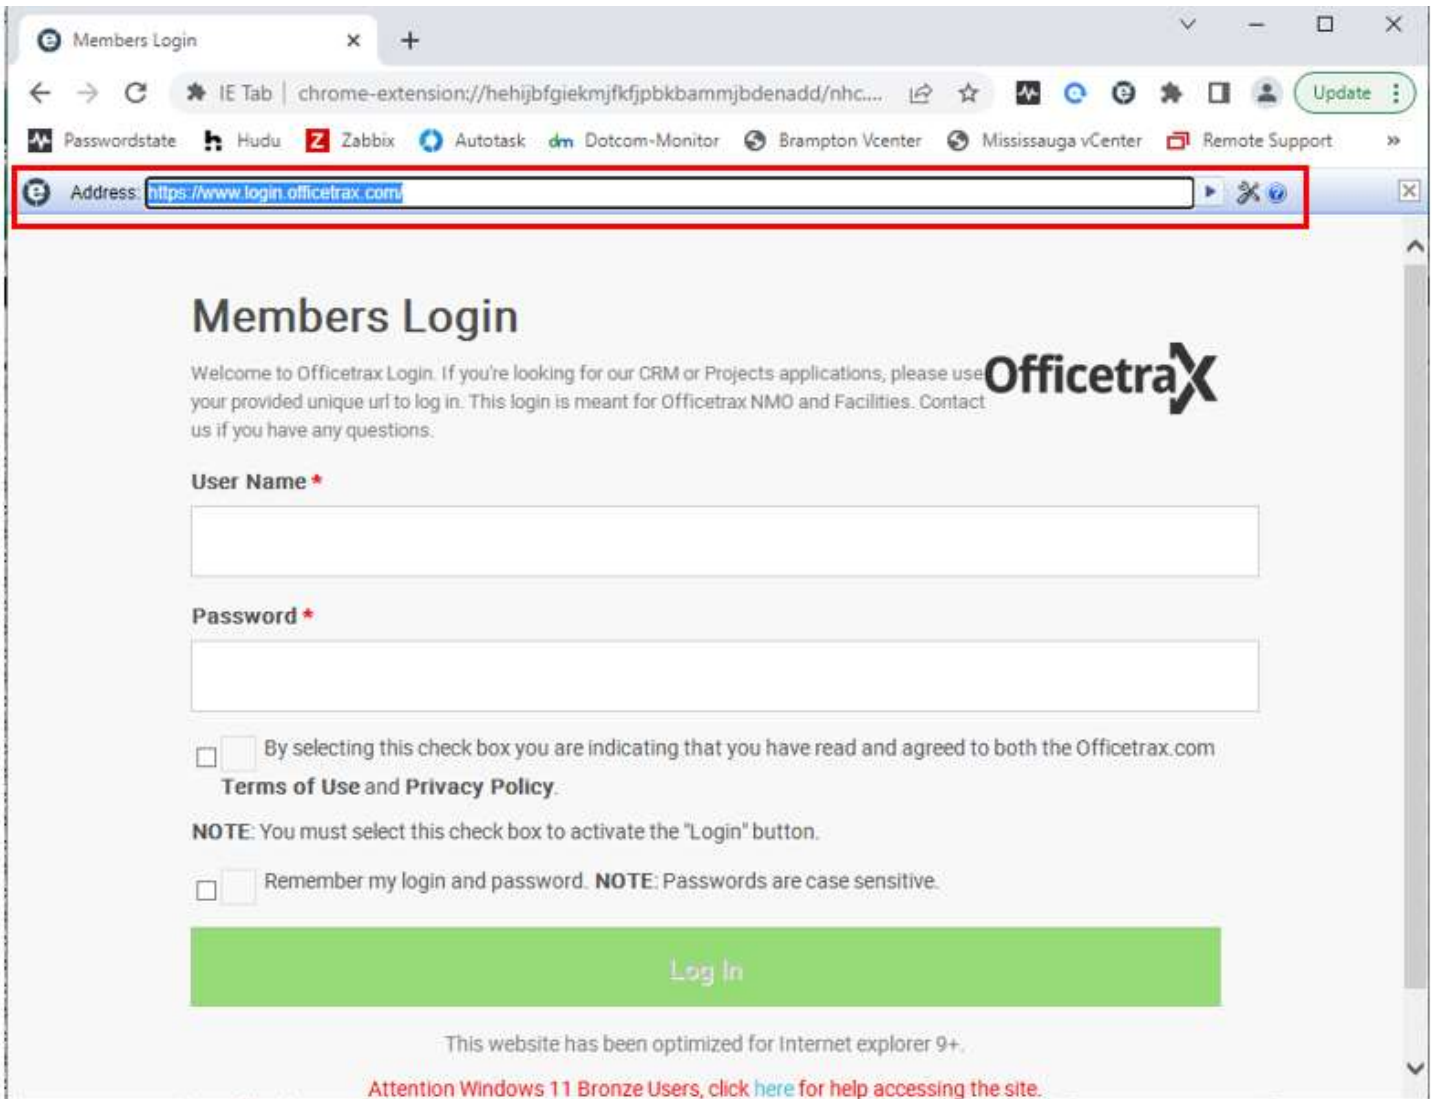 Members Login
IE Tab | chrome-extension://hehijbfgiekmjfkfjpbkbammjbdenadd/nhc.... Update
Passwordstate Hudu Z Zabbix Autotask dm Dotcom-Monitor Brampton Vcenter Mississauga vCenter Remote Support »
Address: https://www.login.officetrax.com/
Members Login
Welcome to Officetrax Login. If you're looking for our CRM or Projects applications, please use
your provided unique url to log in. This login is meant for Officetrax NMO and Facilities. Contact
us if you have any questions.
OfficetraX
User Name *
Password *
By selecting this check box you are indicating that you have read and agreed to both the Officetrax.com
Terms of Use and Privacy Policy.
NOTE: You must select this check box to activate the "Login" button.
Remember my login and password. NOTE: Passwords are case sensitive.
Log In
This website has been optimized for Internet explorer 9+.
Attention Windows 11 Bronze Users, click here for help accessing the site.